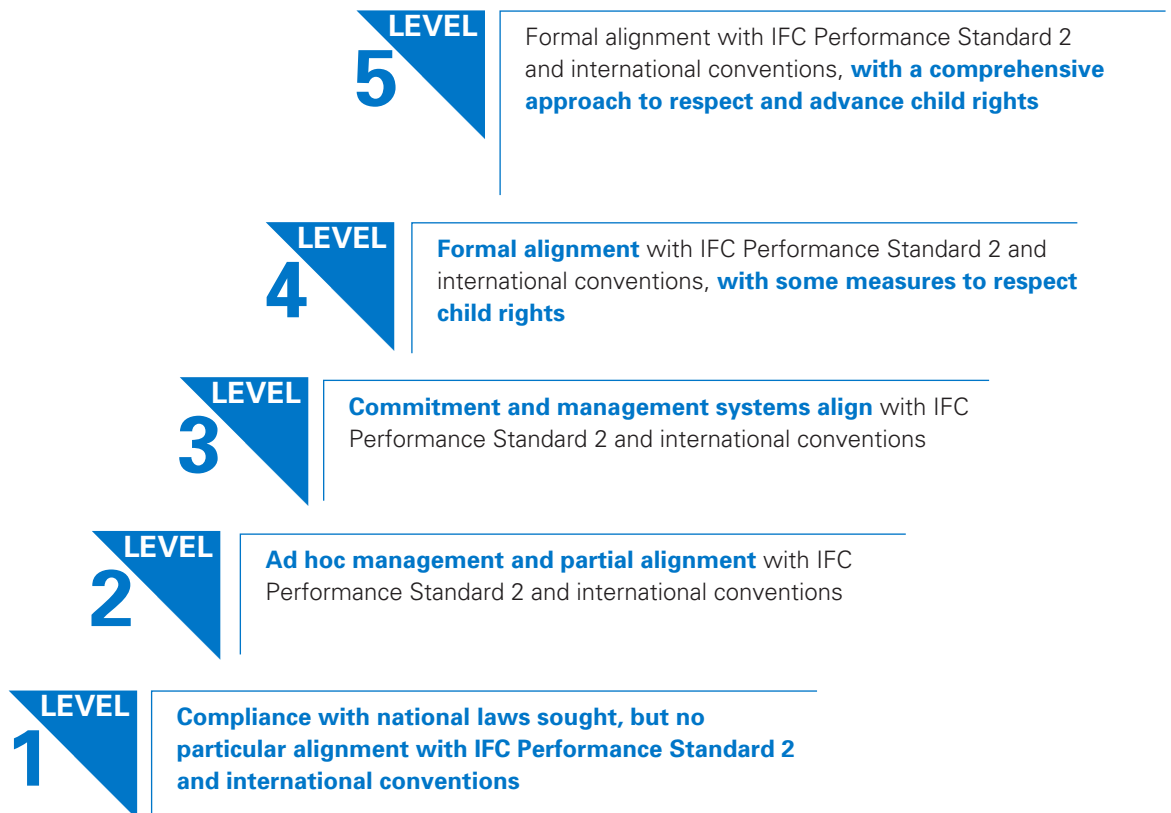 LEVEL
5
Formal alignment with IFC Performance Standard 2
and international conventions, with a comprehensive
approach to respect and advance child rights
LEVEL
4
Formal alignment with IFC Performance Standard 2 and
international conventions, with some measures to respect
child rights
LEVEL
3
Commitment and management systems align with IFC
Performance Standard 2 and international conventions
LEVEL
2
Ad hoc management and partial alignment with IFC
Performance Standard 2 and international conventions
LEVEL
1
Compliance with national laws sought, but no
particular alignment with IFC Performance Standard 2
and international conventions